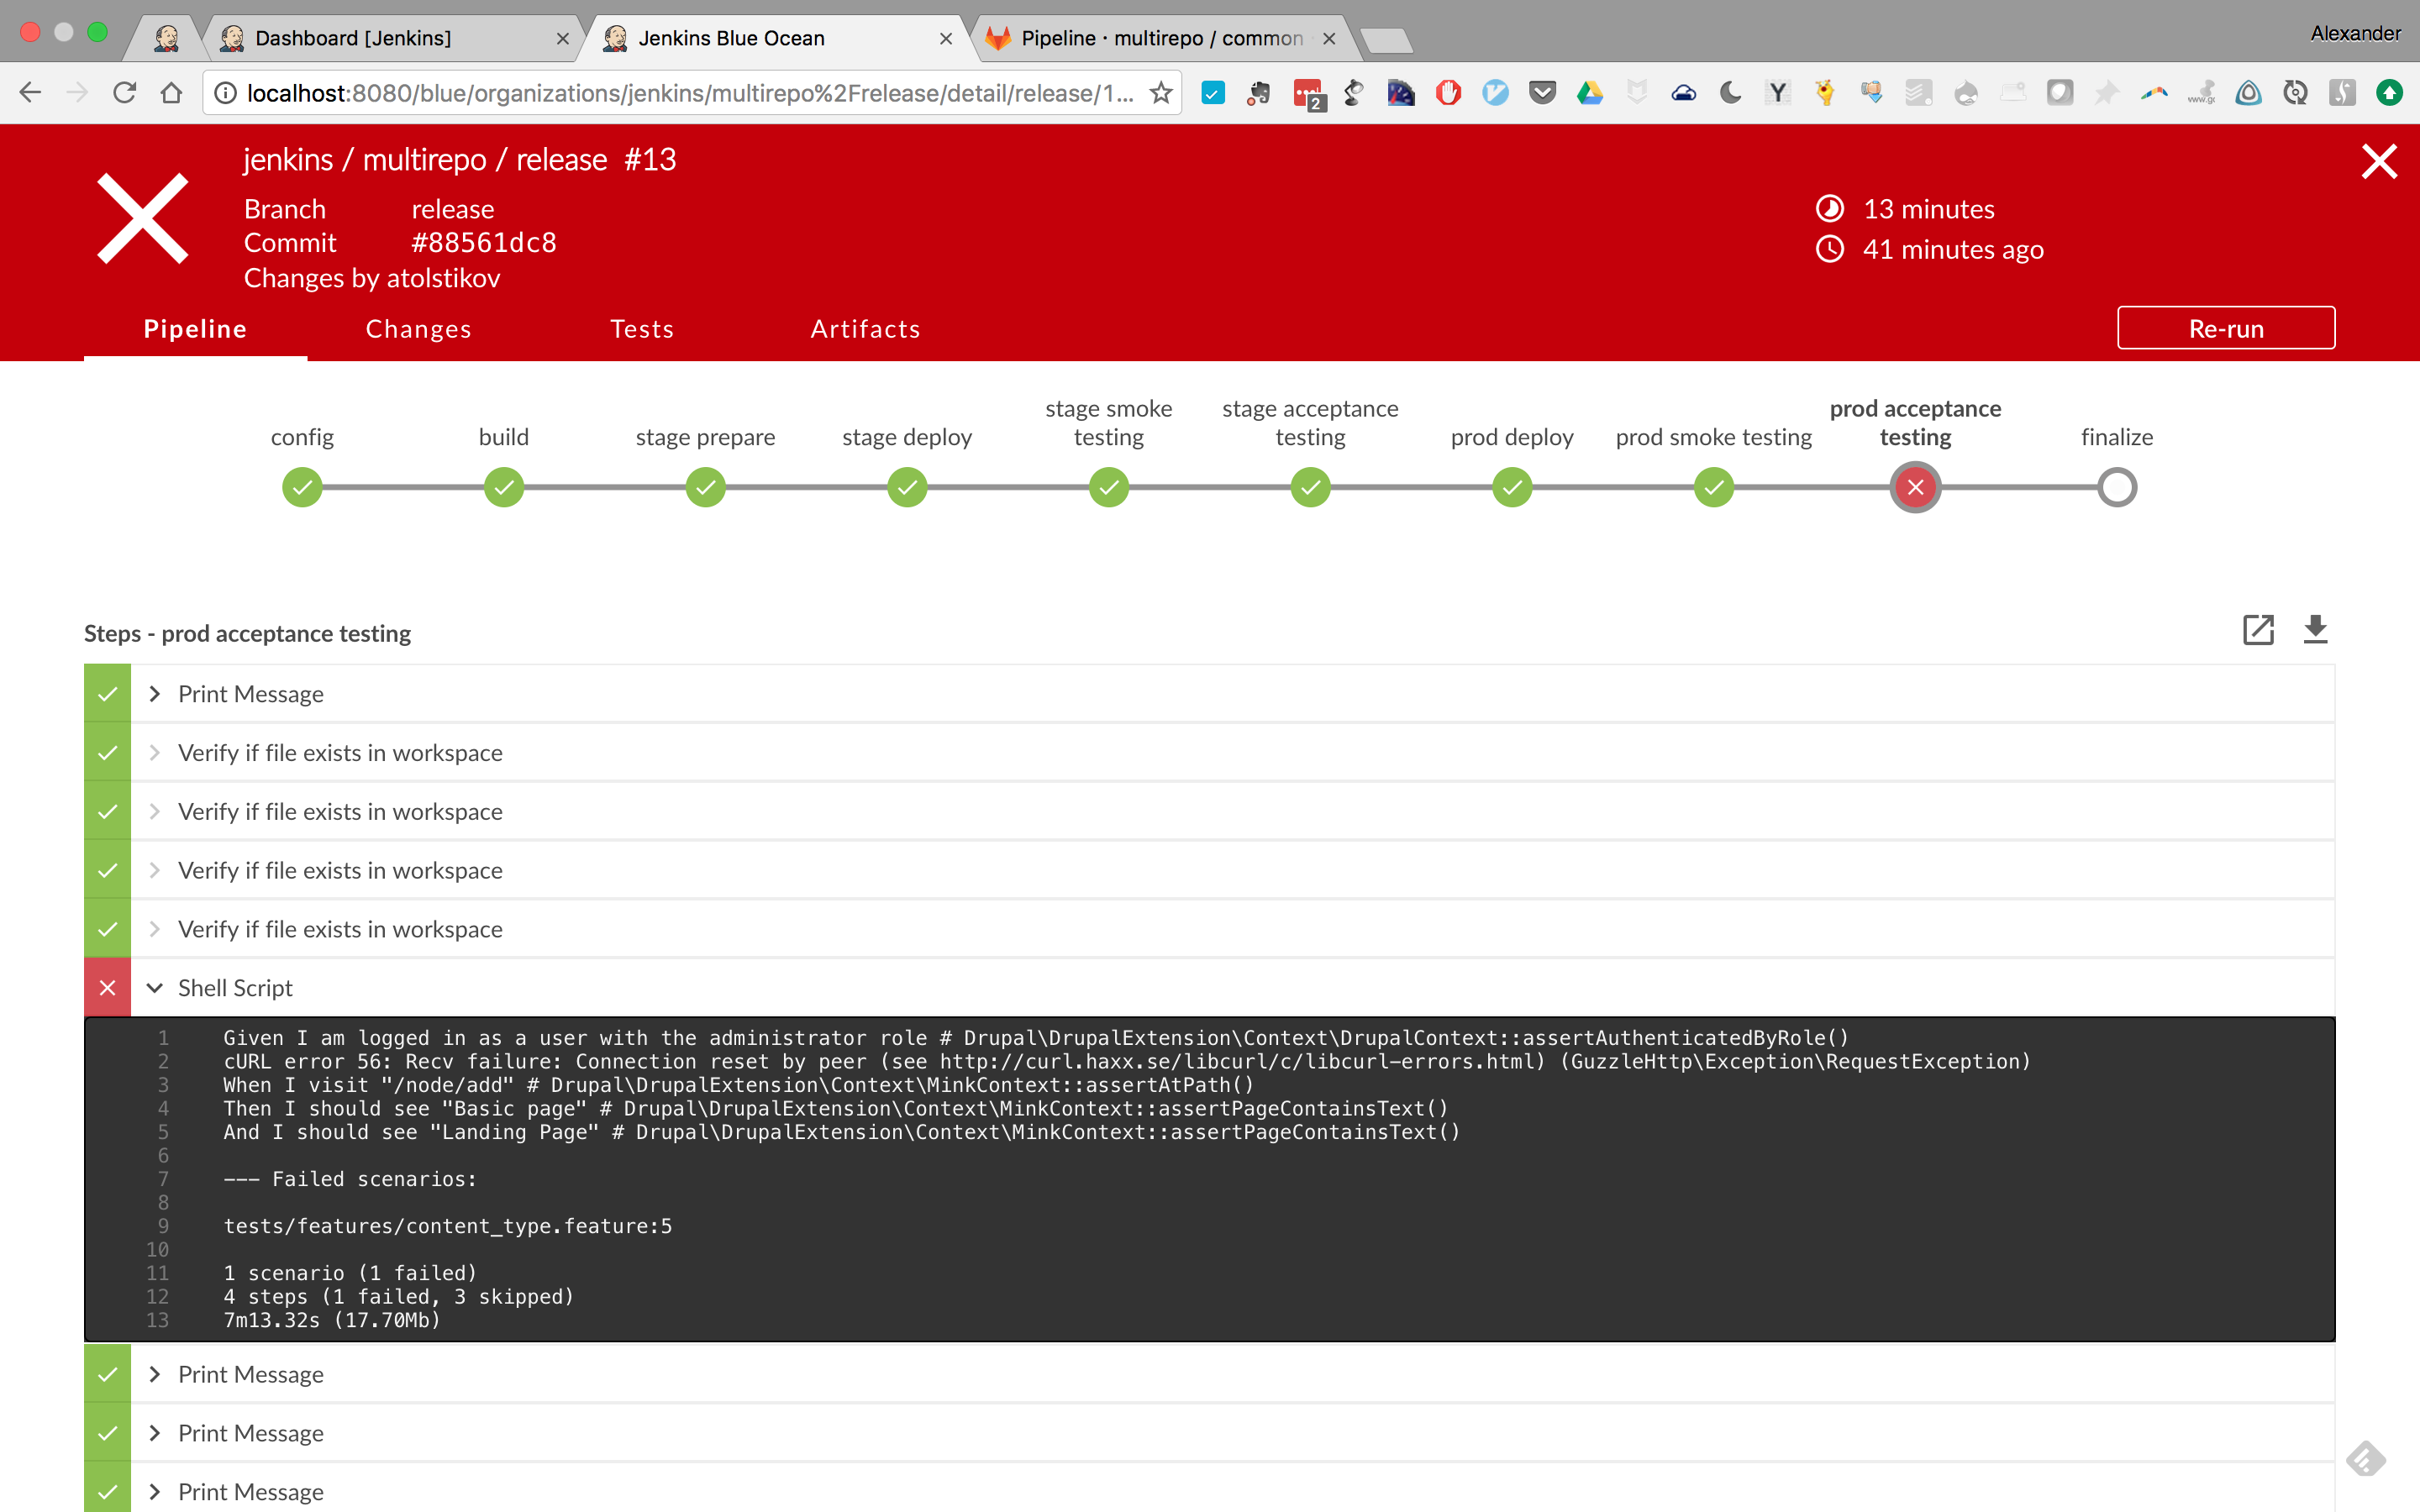 Dashboard [Jenkins]
Jenkins Blue Ocean
Pipeline · multirepo / common
Alexander
localhost:8080/blue/organizations/jenkins/multirepo%2Frelease/detail/release/1...
2
Y
jenkins / multirepo / release #13
Branch release
Commit #88561dc8
Changes by atolstikov
13 minutes
41 minutes ago
Pipeline
Changes
Tests
Artifacts
Re-run
config
build
stage prepare
stage deploy
stage smoke
testing
stage acceptance
testing
prod deploy
prod smoke testing
prod acceptance
testing
finalize
Steps - prod acceptance testing
Print Message
Verify if file exists in workspace
Verify if file exists in workspace
Verify if file exists in workspace
Verify if file exists in workspace
Shell Script
1 Given I am logged in as a user with the administrator role # Drupal\DrupalExtension\Context\DrupalContext::assertAuthenticatedByRole()
2 cURL error 56: Recv failure: Connection reset by peer (see http://curl.haxx.se/libcurl/c/libcurl-errors.html) (GuzzleHttp\Exception\RequestException)
3 When I visit "/node/add" # Drupal\DrupalExtension\Context\MinkContext::assertAtPath()
4 Then I should see "Basic page" # Drupal\DrupalExtension\Context\MinkContext::assertPageContainsText()
5 And I should see "Landing Page" # Drupal\DrupalExtension\Context\MinkContext::assertPageContainsText()
6
7 --- Failed scenarios:
8
9 tests/features/content_type.feature:5
10
11 1 scenario (1 failed)
12 4 steps (1 failed, 3 skipped)
13 7m13.32s (17.70Mb)
Print Message
Print Message
Print Message